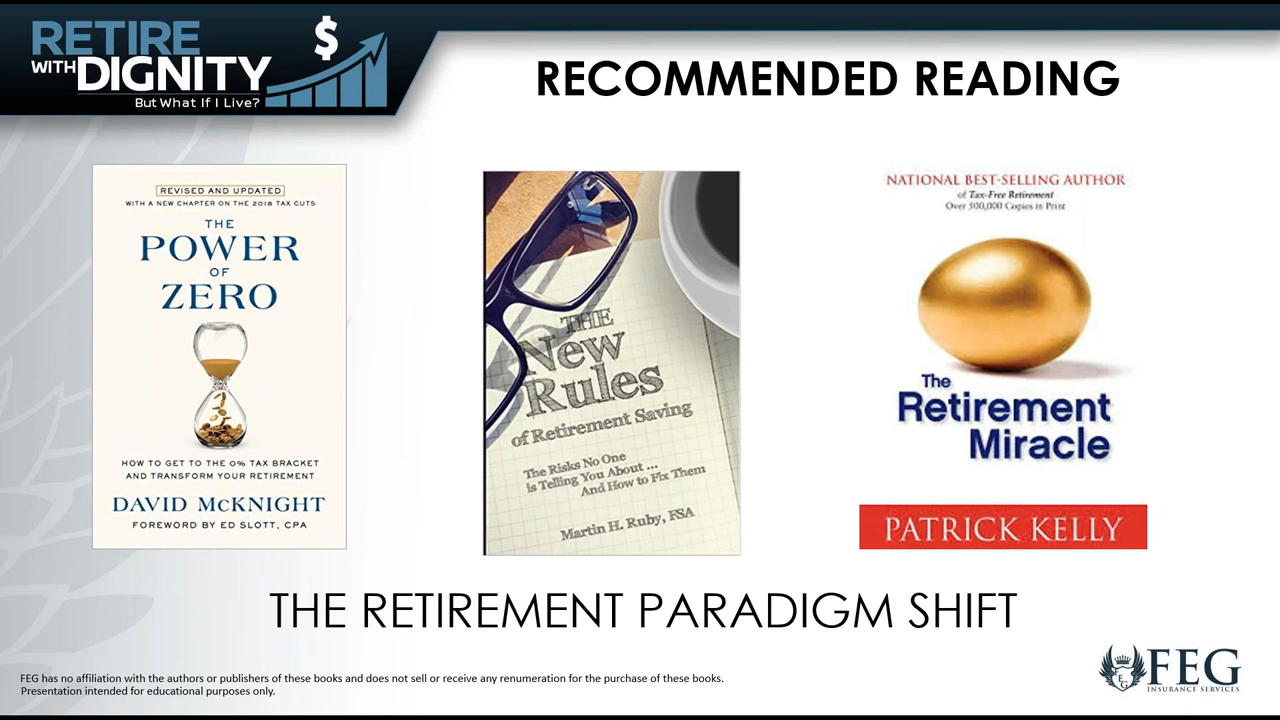 RETIRE
WITH DIGNITY
But What If I Live?
$
RECOMMENDED READING
REVISED AND UPDATED
WITH A NEW CHAPTER ON THE 2018 TAX CUTS
THE
POWER
OF
ZERO
HOW TO GET TO THE 0% TAX BRACKET
AND TRANSFORM YOUR RETIREMENT
DAVID McKNIGHT
FOREWORD BY ED SLOTT, CPA
THE
New
Rules
of Retirement Saving
The Risks No One
is Telling You About ...
And How to Fix Them
Martin H. Ruby, FSA
NATIONAL BEST-SELLING AUTHOR
of Tax-Free Retirement
Over 300,000 Copies in Print
The
Retirement
Miracle
PATRICK KELLY
THE RETIREMENT PARADIGM SHIFT
FEG has no affiliation with the authors or publishers of these books and does not sell or receive any renumeration for the purchase of these books.
Presentation intended for educational purposes only.
FEG
INSURANCE SERVICES